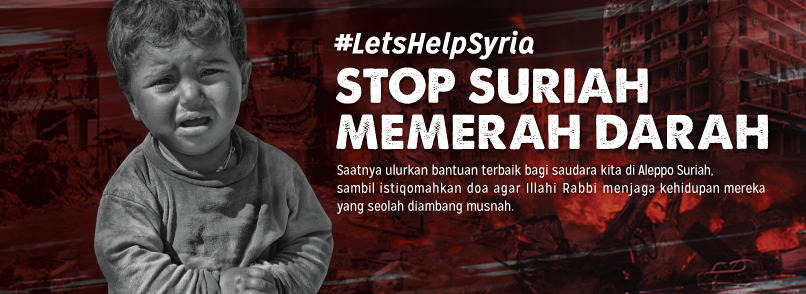 #LetsHelpSyria
STOP SURIAH
MEMERAH DARAH
Saatnya ulurkan bantuan terbaik bagi saudara kita di Aleppo Suriah,
sambil istiqomahkan doa agar Illahi Rabbi menjaga kehidupan mereka
yang seolah diambang musnah.